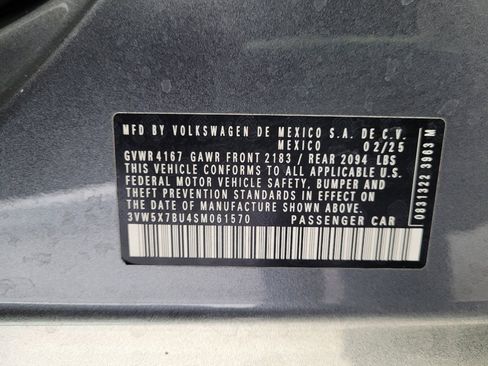 MFD BY VOLKSWAGEN DE MEXICO S.A. DE C.V.
MEXICO 02/25
GVWR 4167 GAWR FRONT 2183 / REAR 2094 LBS
THIS VEHICLE CONFORMS TO ALL APPLICABLE U.S.
FEDERAL MOTOR VEHICLE SAFETY, BUMPER, AND
THEFT PREVENTION STANDARDS IN EFFECT ON
THE DATE OF MANUFACTURE SHOWN ABOVE.
3VW5X7BU4SM061570 PASSENGER CAR
0831922 3963 M